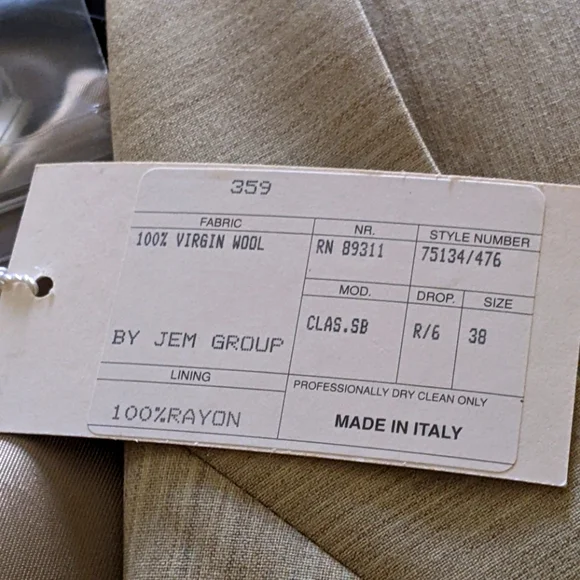 359
FABRIC
100% VIRGIN WOOL
BY JEM GROUP
LINING
100%RAYON
NR.
RN 89311
STYLE NUMBER
75134/476
MOD.
CLAS.SB
DROP.
R/6
SIZE
38
PROFESSIONALLY DRY CLEAN ONLY
MADE IN ITALY